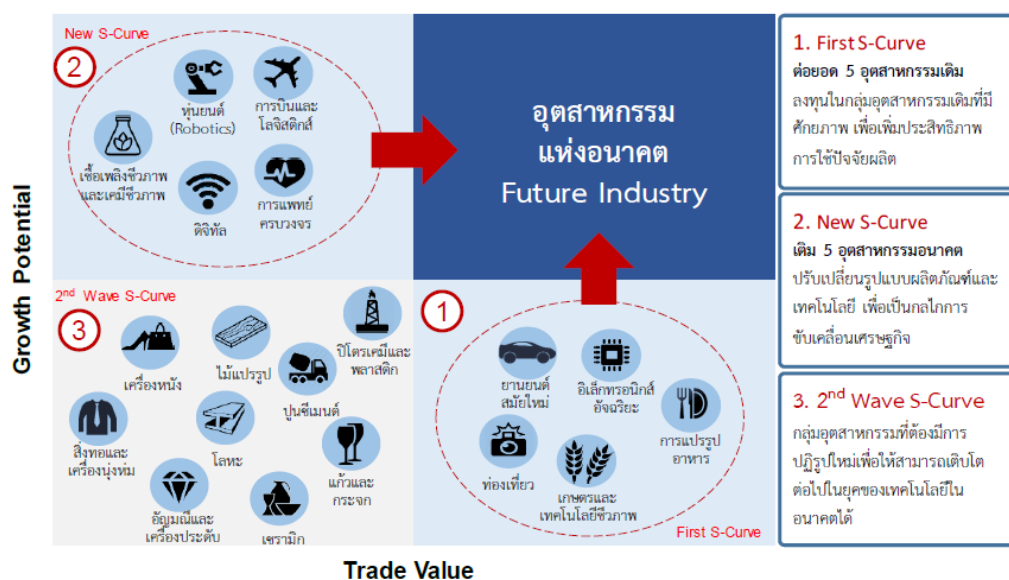 New S-Curve
2
หุ่นยนต์
(Robotics)
การบินและ
โลจิสติกส์
เชื้อเพลิงชีวภาพ
และเคมีชีวภาพ
ดิจิทัล
การแพทย์
ครบวงจร
อุตสาหกรรม
แห่งอนาคต
Future Industry
2nd Wave S-Curve
3
เครื่องหนัง
ไม้แปรรูป
ปิโตรเคมีและ
พลาสติก
ปูนซีเมนต์
สิ่งทอและ
เครื่องนุ่งห่ม
โลหะ
แก้วและ
กระจก
อัญมณีและ
เครื่องประดับ
เซรามิก
1
ยานยนต์
สมัยใหม่
อิเล็กทรอนิกส์
อัจฉริยะ
การแปรรูป
อาหาร
ท่องเที่ยว
เกษตรและ
เทคโนโลยีชีวภาพ
First S-Curve
Growth Potential
Trade Value
1. First S-Curve
ต่อยอด 5 อุตสาหกรรมเดิม
ลงทุนในกลุ่มอุตสาหกรรมเดิมที่มี
ศักยภาพ เพื่อเพิ่มประสิทธิภาพ
การใช้ปัจจัยผลิต
2. New S-Curve
เติม 5 อุตสาหกรรมอนาคต
ปรับเปลี่ยนรูปแบบผลิตภัณฑ์และ
เทคโนโลยี เพื่อเป็นกลไกการ
ขับเคลื่อนเศรษฐกิจ
3. 2nd Wave S-Curve
กลุ่มอุตสาหกรรมที่ต้องมีการ
ปฏิรูปใหม่เพื่อให้สามารถเติบโต
ต่อไปในยุคของเทคโนโลยีใน
อนาคตได้